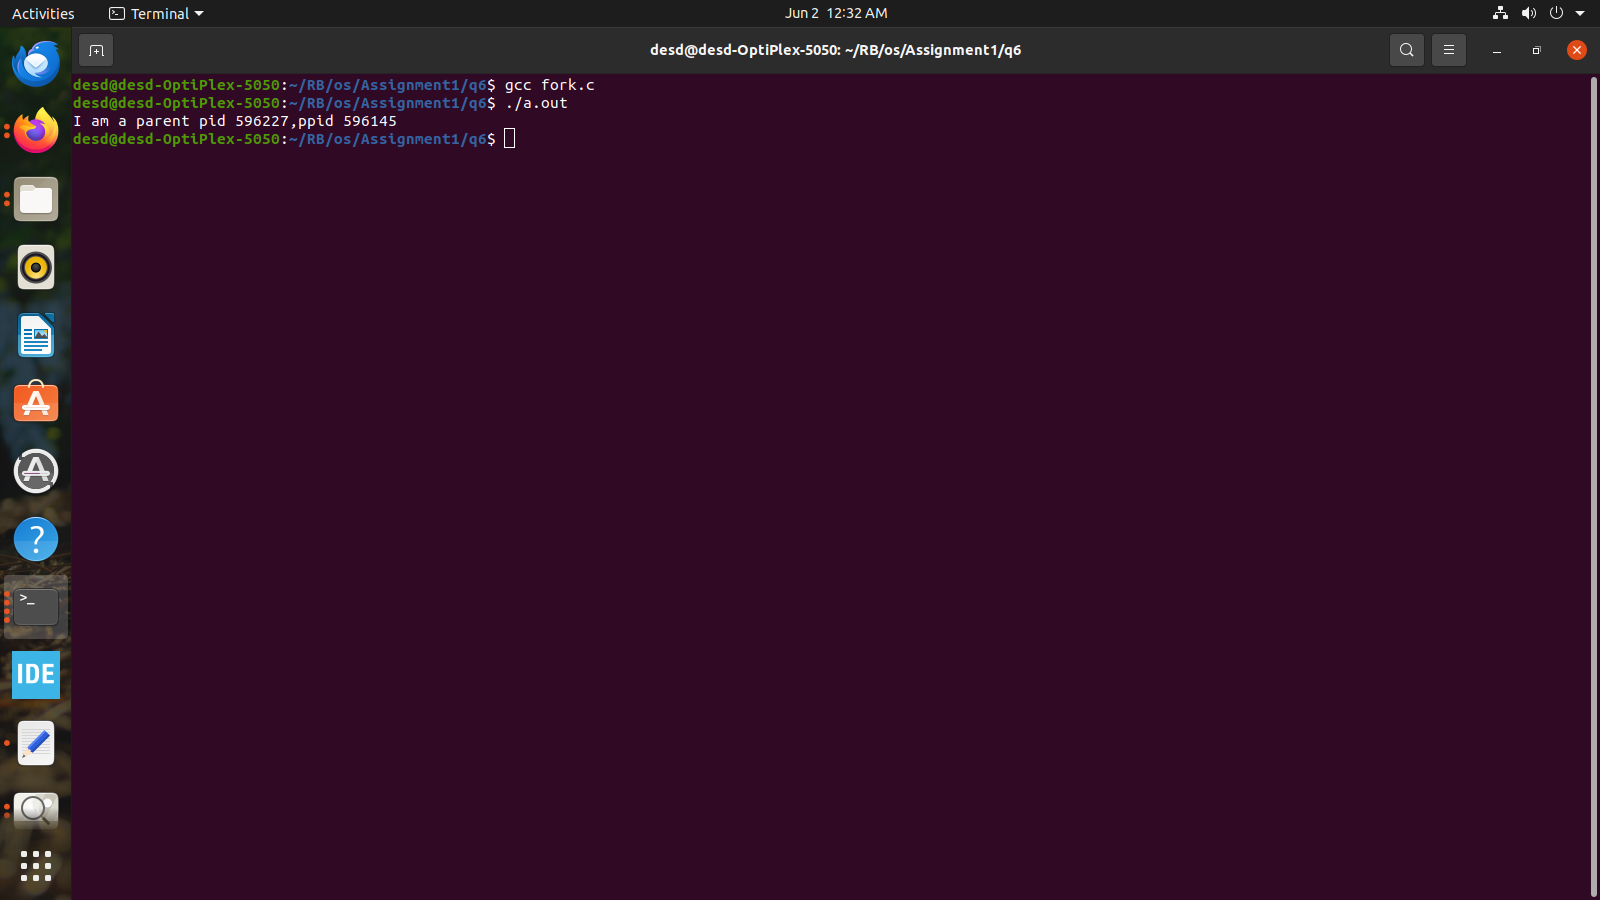 Activities
Terminal
Jun 2 12:32 AM
desd@desd-OptiPlex-5050: ~/RB/os/Assignment1/q6
desd@desd-OptiPlex-5050:~/RB/os/Assignment1/q6$ gcc fork.c
desd@desd-OptiPlex-5050:~/RB/os/Assignment1/q6$ ./a.out
I am a parent pid 596227,ppid 596145
desd@desd-OptiPlex-5050:~/RB/os/Assignment1/q6$
?
>_
IDE